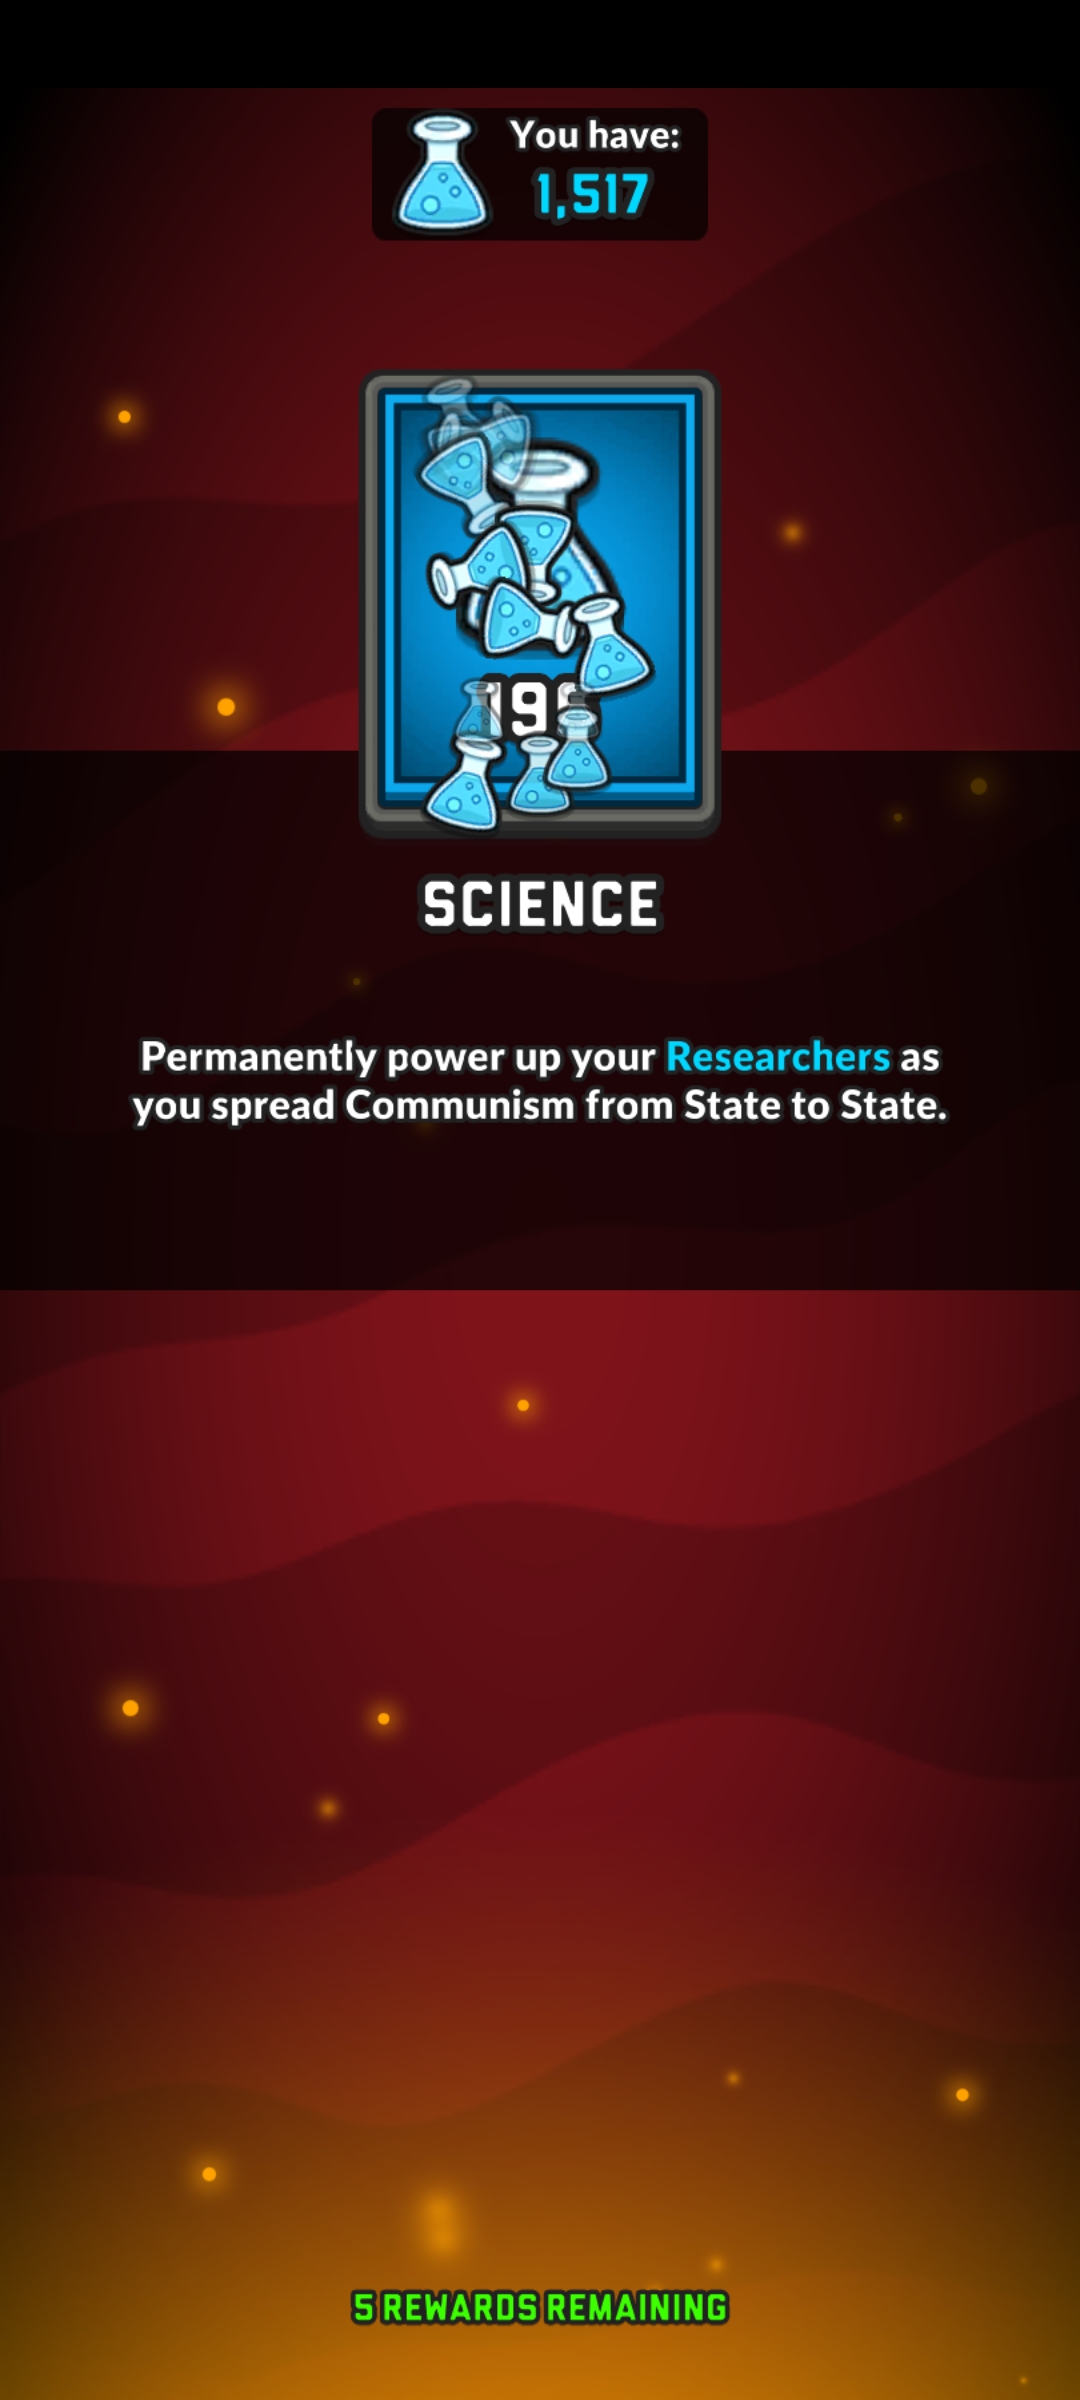 You have:
1,517
SCIENCE
Permanently power up your Researchers as
you spread Communism from State to State.
5 REWARDS REMAINING